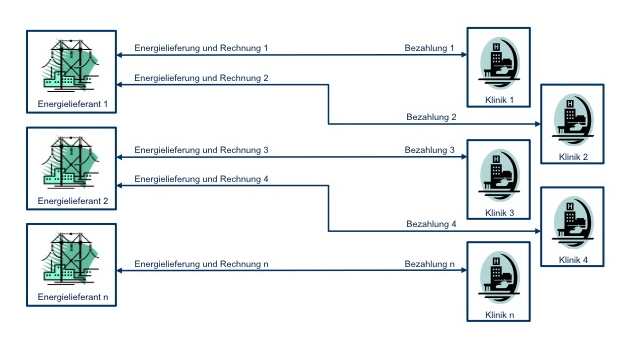 Energielieferant 1
Energielieferung und Rechnung 1
Bezahlung 1
H
Klinik 1
Energielieferung und Rechnung 2
Bezahlung 2
H
Klinik 2
Energielieferant 2
Energielieferung und Rechnung 3
Bezahlung 3
H
Klinik 3
Energielieferung und Rechnung 4
Bezahlung 4
H
Klinik 4
Energielieferant n
Energielieferung und Rechnung n
Bezahlung n
H
Klinik n